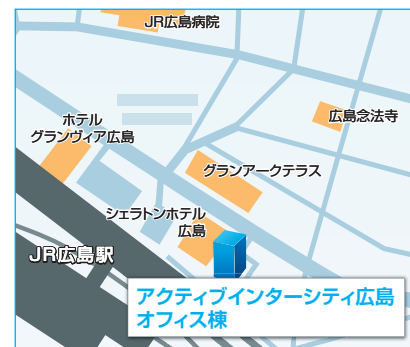 JR広島病院
ホテル
グランヴィア広島
広島念法寺
グランアークテラス
シェラトンホテル
広島
JR広島駅
アクティブインターシティ広島
オフィス棟